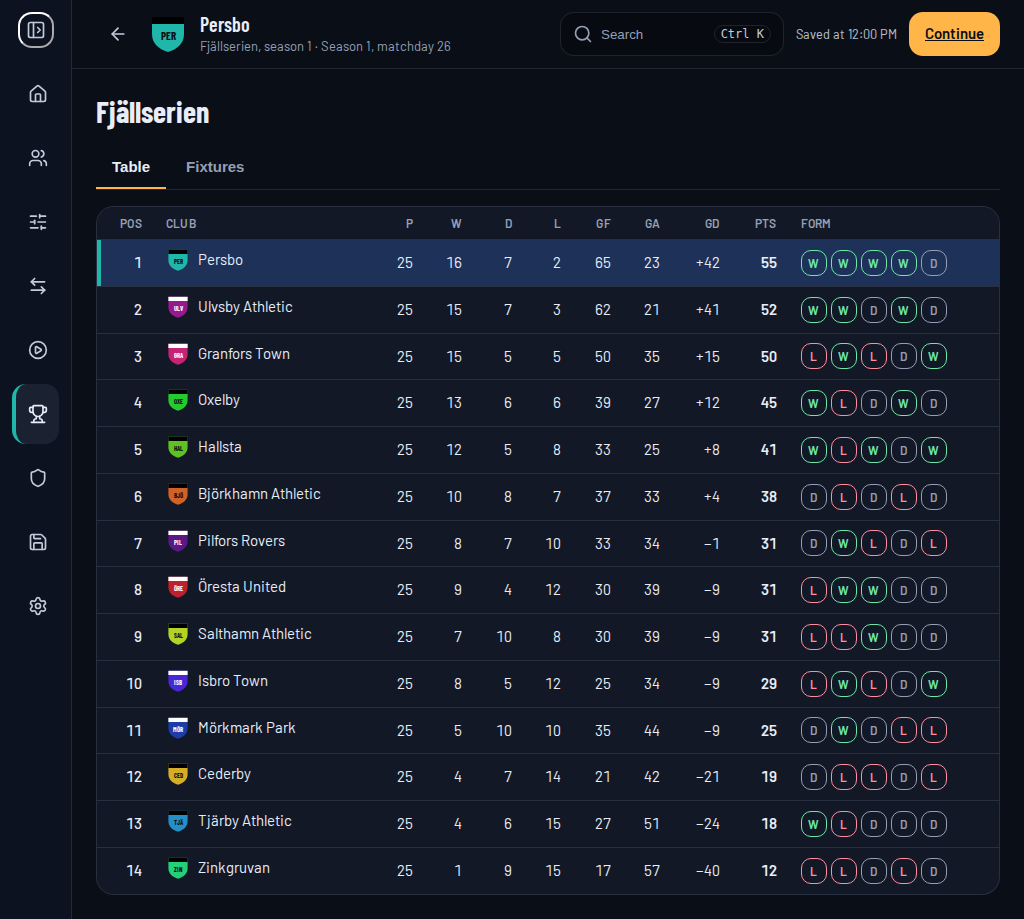 PER
Persbo
Fjällserien, season 1 · Season 1, matchday 26
Search
Ctrl K
Saved at 12:00 PM
Continue
Fjällserien
Table Fixtures
POS CLUB P W D L GF GA GD PTS FORM
1 PER Persbo 25 16 7 2 65 23 +42 55 W W W W D
2 ULV Ulvsby Athletic 25 15 7 3 62 21 +41 52 W W D W D
3 GRA Granfors Town 25 15 5 5 50 35 +15 50 L W L D W
4 OXE Oxelby 25 13 6 6 39 27 +12 45 W L D W D
5 HAL Hallsta 25 12 5 8 33 25 +8 41 W L W D W
6 BJÖ Björkhamn Athletic 25 10 8 7 37 33 +4 38 D L D L D
7 PIL Pilfors Rovers 25 8 7 10 33 34 −1 31 D W L D L
8 ÖRE Öresta United 25 9 4 12 30 39 −9 31 L W W D D
9 SAL Salthamn Athletic 25 7 10 8 30 39 −9 31 L L W D D
10 ISB Isbro Town 25 8 5 12 25 34 −9 29 L W L D W
11 MÖR Mörkmark Park 25 5 10 10 35 44 −9 25 D W D L L
12 CED Cederby 25 4 7 14 21 42 −21 19 D L L D L
13 TJÄ Tjärby Athletic 25 4 6 15 27 51 −24 18 W L D D D
14 ZIN Zinkgruvan 25 1 9 15 17 57 −40 12 L L D L D